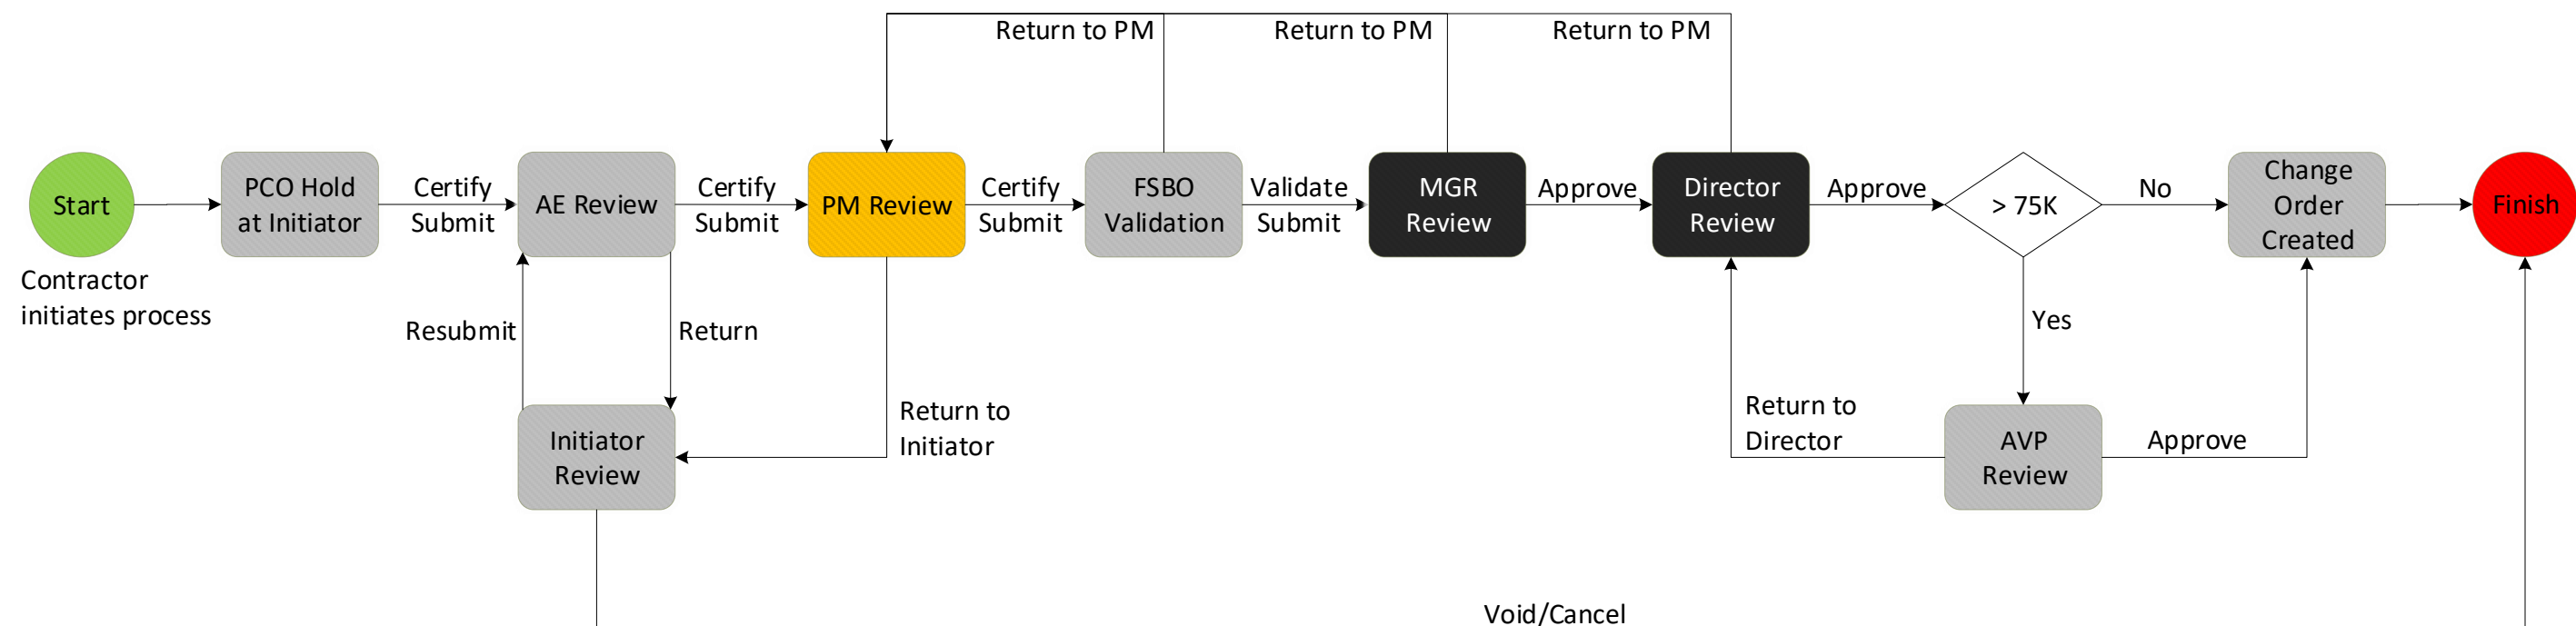 Return to PM
Return to PM
Return to PM
Start
PCO Hold
at Initiator
Certify
Submit
AE Review
Certify
Submit
PM Review
Certify
Submit
FSBO
Validation
Validate
Submit
MGR
Review
Approve
Director
Review
Approve
> 75K
No
Change
Order
Created
Finish
Contractor
initiates process
Resubmit
Return
Yes
Return to
Initiator
Return to
Director
Initiator
Review
AVP
Review
Approve
Void/Cancel